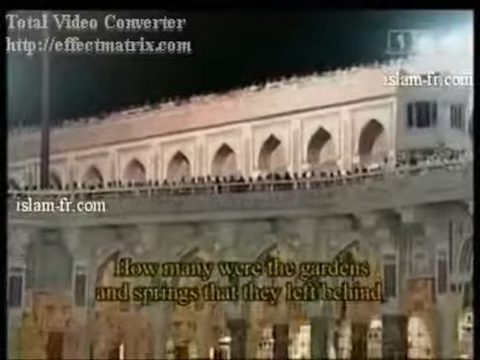 Total Video Converter
http://effectmatrix.com
islam-fr.com
islam-fr.com
How many were the gardens
and springs that they left behind,